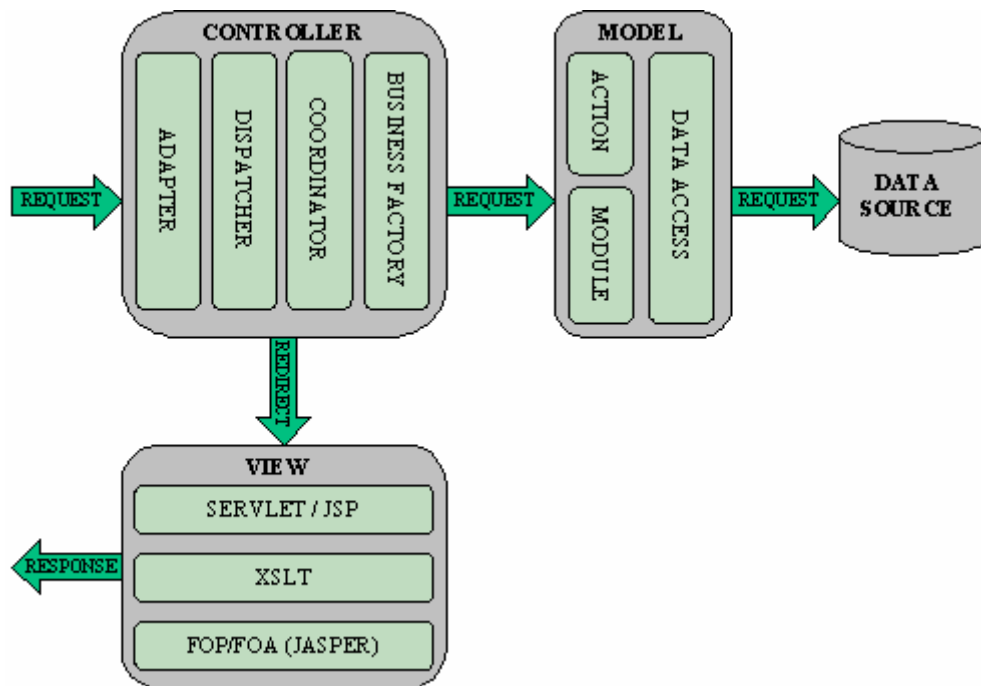 CONTROLLER
ADAPTER
DISPATCHER
COORDINATOR
BUSINESS FACTORY
MODEL
ACTION
MODULE
DATA ACCESS
DATA
SOURCE
REQUEST
REQUEST
REQUEST
REDIRECT
VIEW
SERVLET / JSP
XSLT
FOP/FOA (JASPER)
RESPONSE